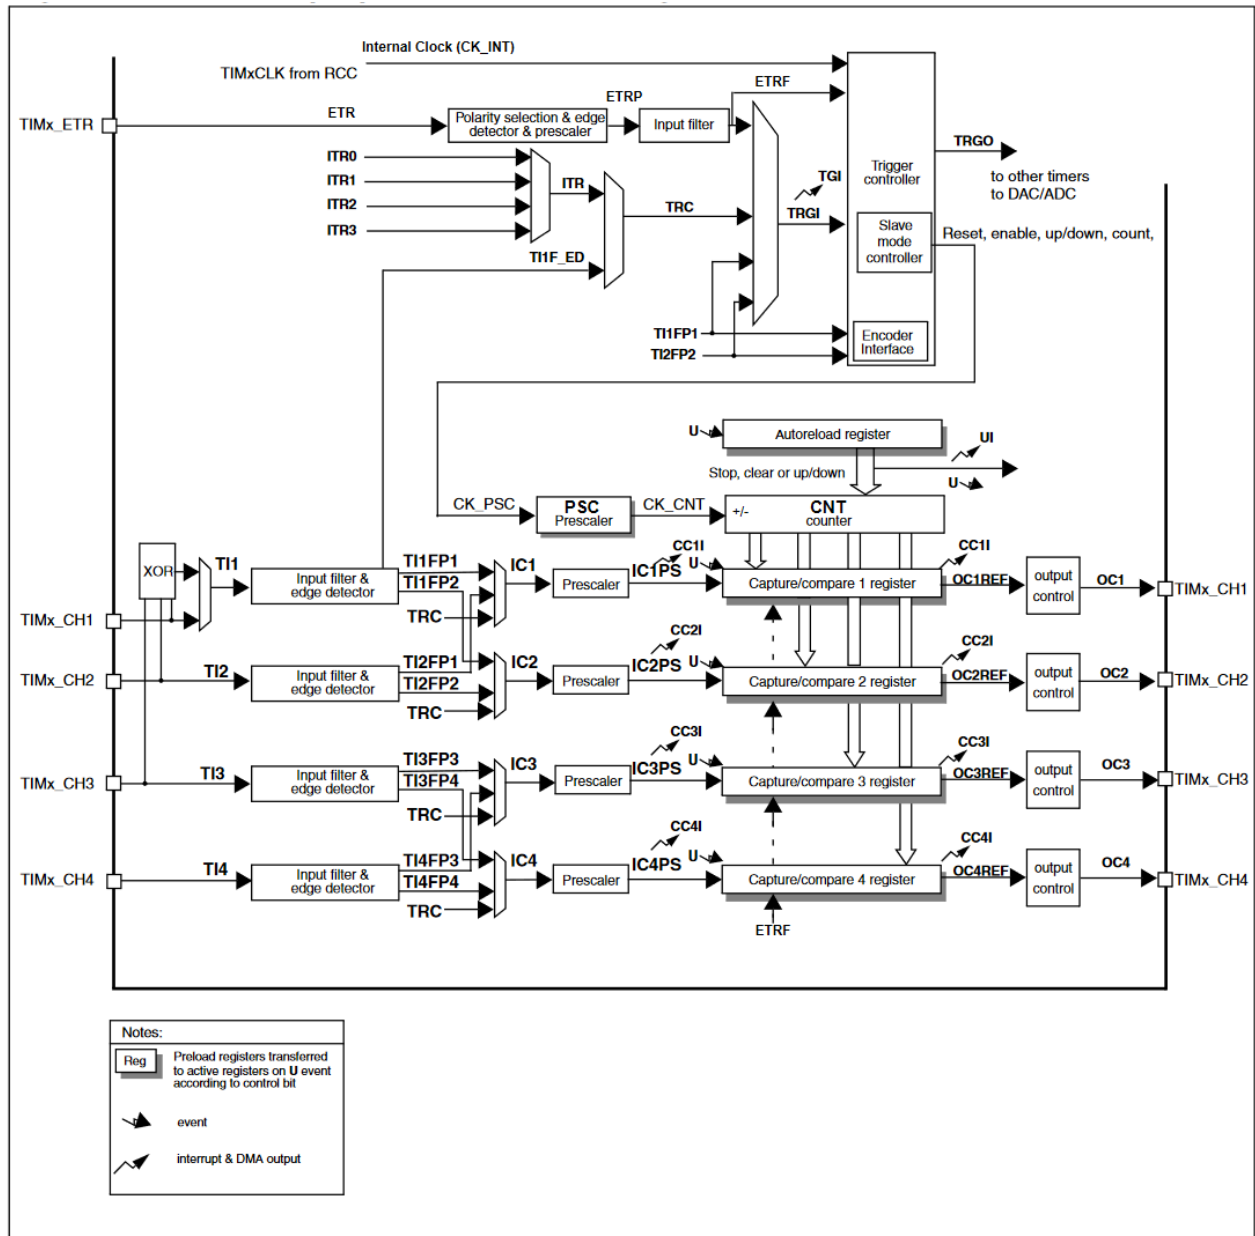 Internal Clock (CK_INT)
TIMxCLK from RCC
ETRF
ETRP
ETR
TIMx_ETR
Polarity selection & edge
detector & prescaler
Input filter
TRGO
to other timers
to DAC/ADC
Trigger
controller
ITR0
ITR1
ITR2
ITR3
ITR
TRC
TGI
TRGI
Slave
mode
controller
Reset, enable, up/down, count,
TI1F_ED
TI1FP1
TI2FP2
Encoder
Interface
U
Autoreload register
UI
Stop, clear or up/down
U
CK_PSC
PSC
Prescaler
CK_CNT
+/-
CNT
counter
XOR
TI1
Input filter &
edge detector
TI1FP1
TI1FP2
TRC
IC1
Prescaler
IC1PS
CC1I
U
Capture/compare 1 register
CC1I
OC1REF
output
control
OC1
TIMx_CH1
TIMx_CH1
TIMx_CH2
TI2
Input filter &
edge detector
TI2FP1
TI2FP2
TRC
IC2
Prescaler
IC2PS
CC2I
U
Capture/compare 2 register
CC2I
OC2REF
output
control
OC2
TIMx_CH2
TIMx_CH3
TI3
Input filter &
edge detector
TI3FP3
TI3FP4
TRC
IC3
Prescaler
IC3PS
CC3I
U
Capture/compare 3 register
CC3I
OC3REF
output
control
OC3
TIMx_CH3
TIMx_CH4
TI4
Input filter &
edge detector
TI4FP3
TI4FP4
TRC
IC4
Prescaler
IC4PS
CC4I
U
Capture/compare 4 register
CC4I
OC4REF
output
control
OC4
TIMx_CH4
ETRF
Notes:
Reg
Preload registers transferred
to active registers on U event
according to control bit
event
interrupt & DMA output